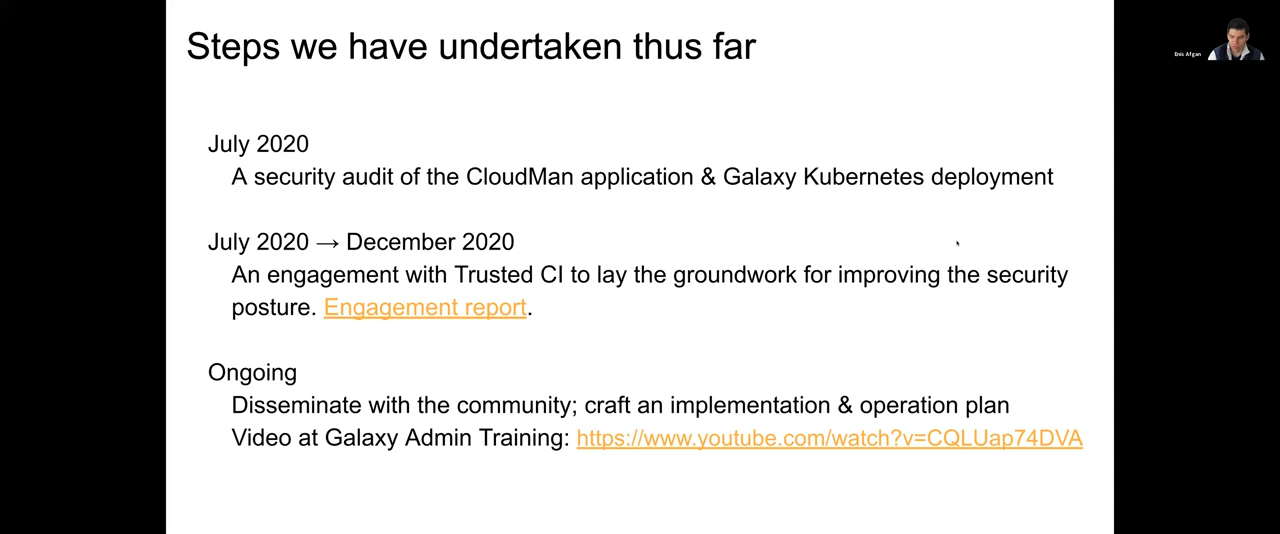 Steps we have undertaken thus far
Enis Afgan
July 2020
A security audit of the CloudMan application & Galaxy Kubernetes deployment
July 2020 → December 2020
An engagement with Trusted CI to lay the groundwork for improving the security
posture. Engagement report.
Ongoing
Disseminate with the community; craft an implementation & operation plan
Video at Galaxy Admin Training: https://www.youtube.com/watch?v=CQLUap74DVA